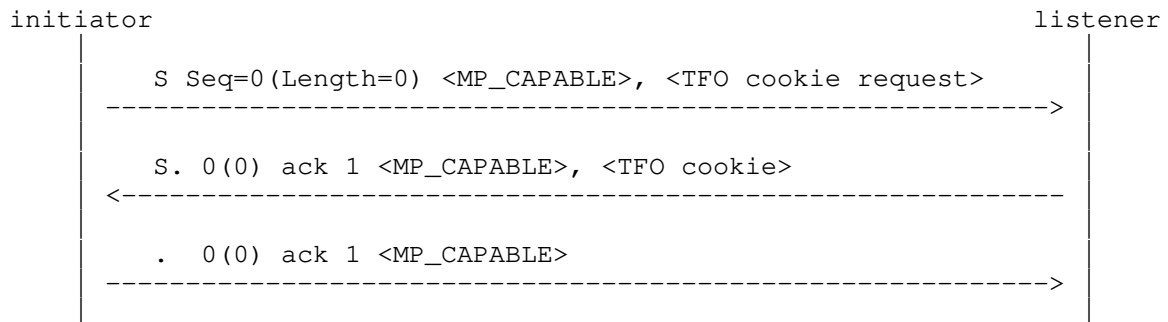 initiator listener
S Seq=0(Length=0) <MP_CAPABLE>, <TFO cookie request>
S. 0(0) ack 1 <MP_CAPABLE>, <TFO cookie>
. 0(0) ack 1 <MP_CAPABLE>